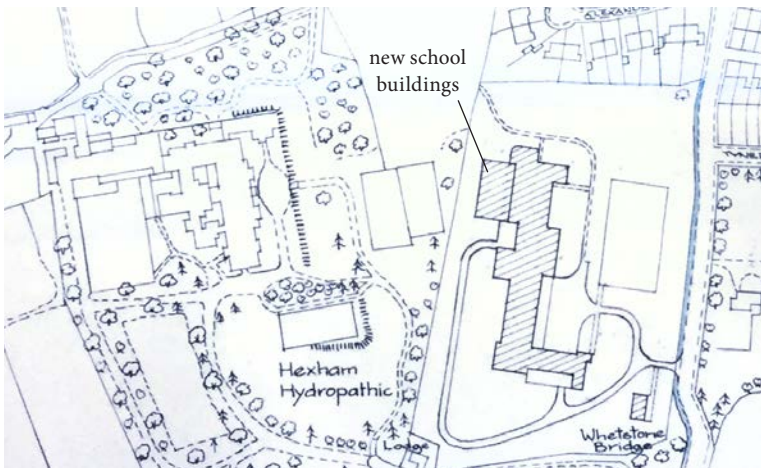 new school
buildings
Hexham
Hydropathic
Lodge
Whetstone
Bridge